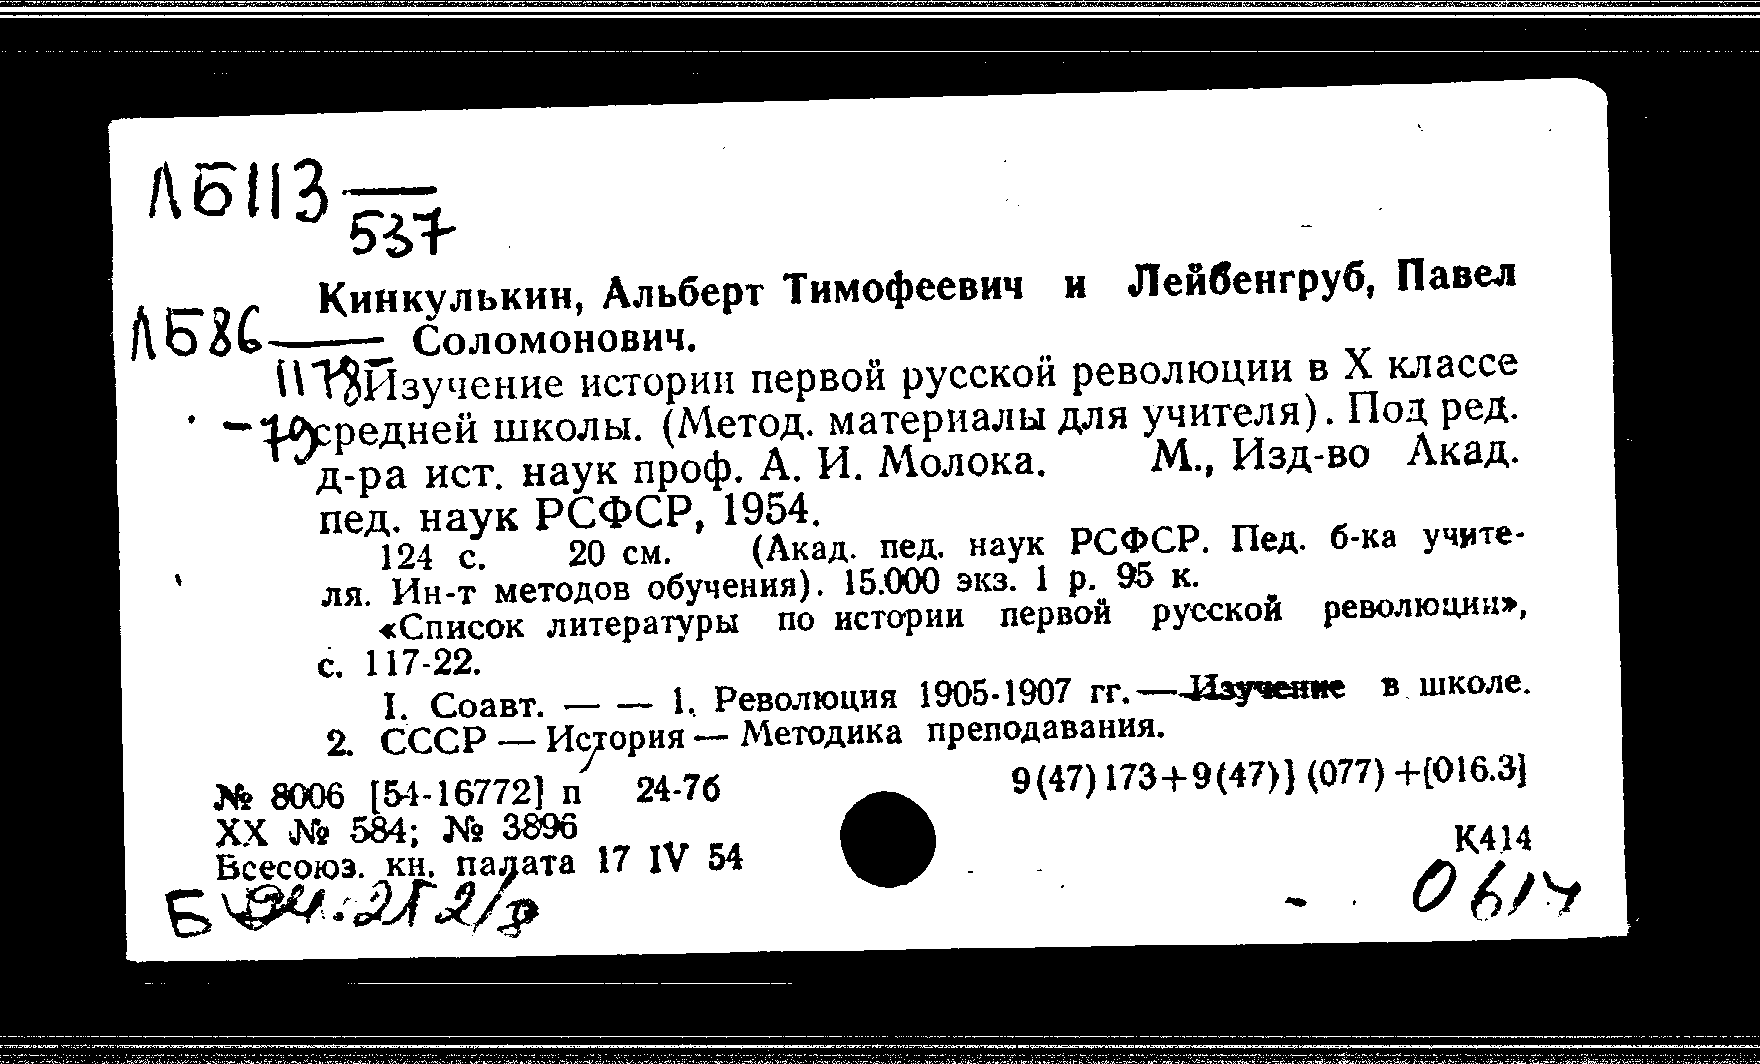 ЛБ113 —
537
Кинкулькин, Альберт Тимофеевич и Лейбенгруб, Павел
ЛБ86 — Соломонович.
1178 Изучение истории первой русской революции в X классе
-79 средней школы. (Метод. материалы для учителя). Под ред.
д-ра ист. наук проф. А. И. Молока. М., Изд-во Акад.
пед. наук РСФСР, 1954.
124 с. 20 см. (Акад. пед. наук РСФСР. Пед. б-ка учите-
ля. Ин-т методов обучения). 15.000 экз. 1 р. 95 к.
«Список литературы по истории первой русской революции»,
с. 117-22.
I. Соавт. — — 1. Революция 1905-1907 гг. — Изучение в школе.
2. СССР — История — Методика преподавания.
№ 8006 [54-16772] п 24-7б 9(47)173+9(47)](077)+[016.3]
XX № 584; № 3896
К414
Всесоюз. кн. палата 17 IV 54
Б